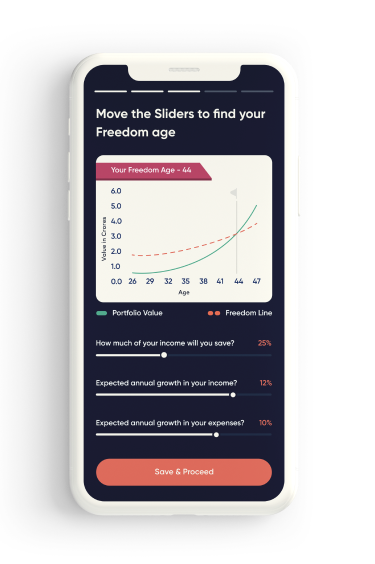 Move the Sliders to find your
Freedom age
Your Freedom Age - 44
6.0
5.0
4.0
3.0
2.0
1.0
0.0
Value in Crores
26 29 32 35 38 41 44 47
Age
Portfolio Value
Freedom Line
How much of your income will you save? 25%
Expected annual growth in your income? 12%
Expected annual growth in your expenses? 10%
Save & Proceed